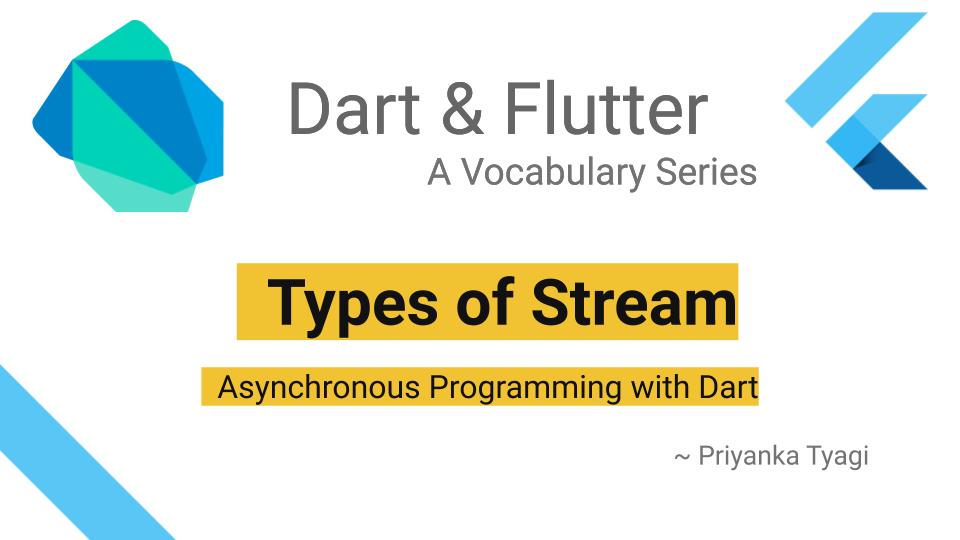 Dart & Flutter
A Vocabulary Series
Types of Stream
Asynchronous Programming with Dart
~ Priyanka Tyagi